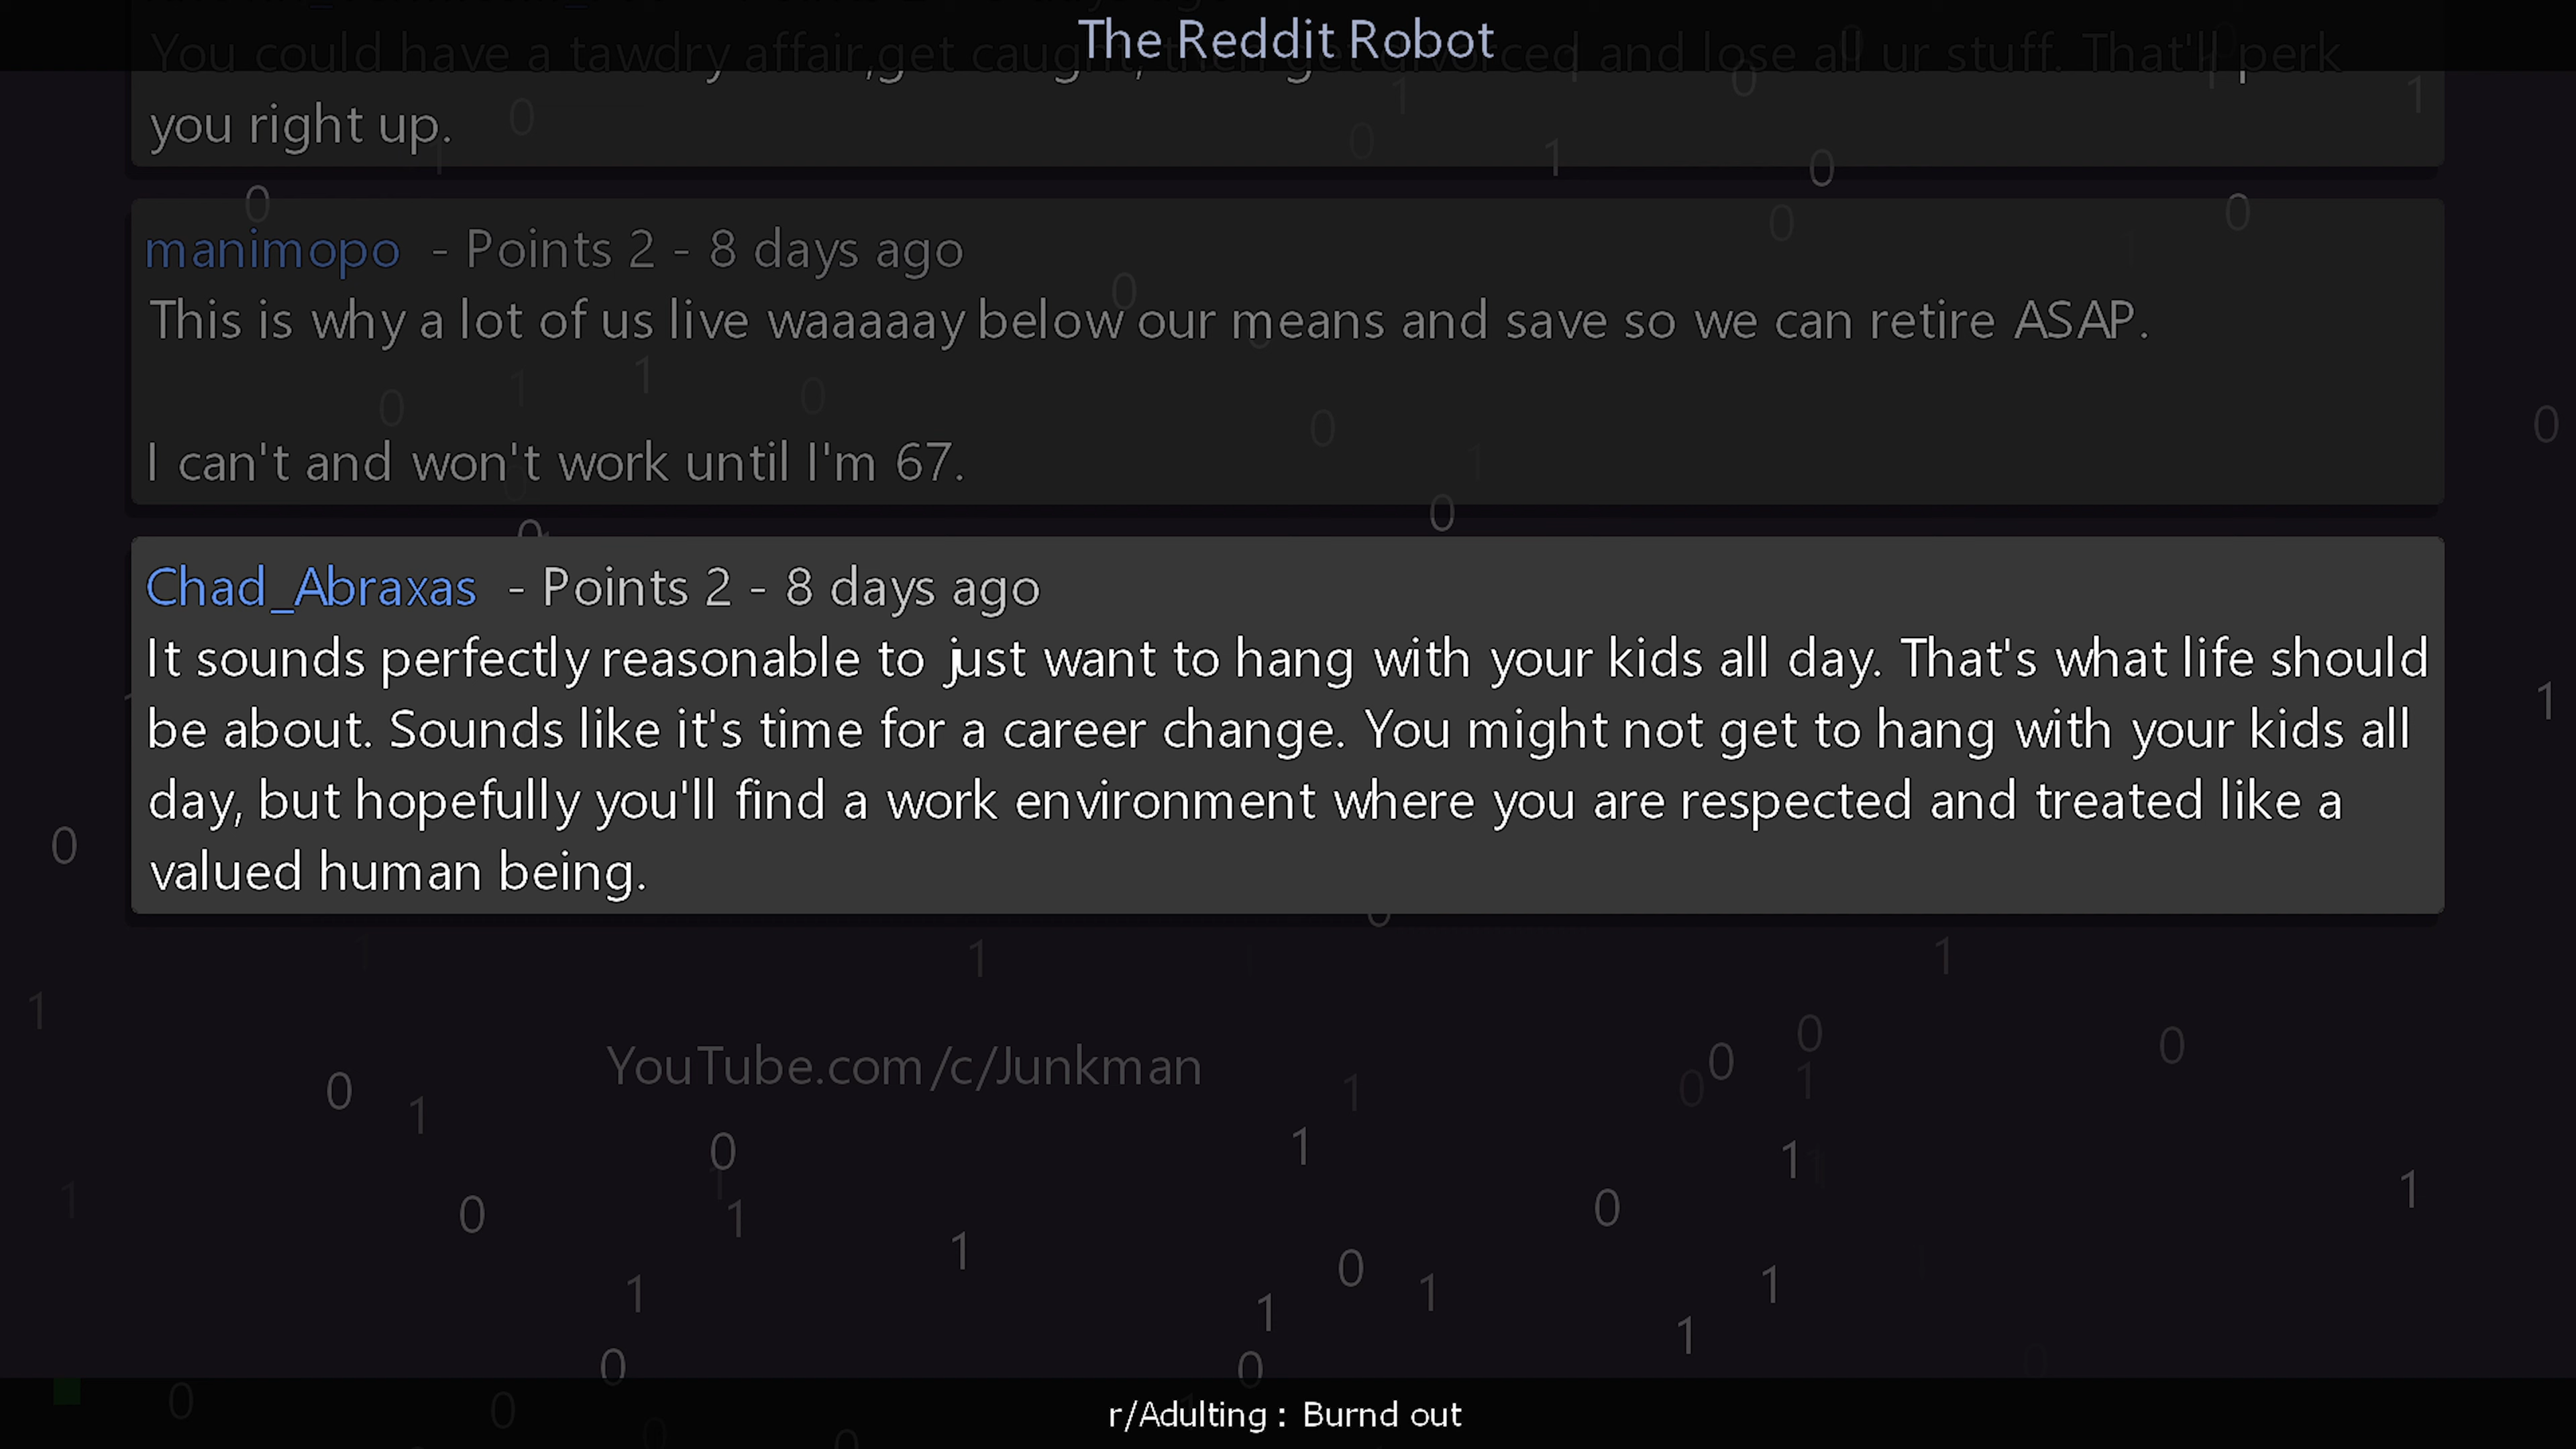 The Reddit Robot
You could have a tawdry affair,get caught, then get divorced and lose all ur stuff. That'll perk
you right up.
manimopo - Points 2 - 8 days ago
This is why a lot of us live waaaaay below our means and save so we can retire ASAP.
I can't and won't work until I'm 67.
Chad_Abraxas - Points 2 - 8 days ago
It sounds perfectly reasonable to just want to hang with your kids all day. That's what life should
be about. Sounds like it's time for a career change. You might not get to hang with your kids all
day, but hopefully you'll find a work environment where you are respected and treated like a
valued human being.
YouTube.com/c/Junkman
r/Adulting : Burnd out